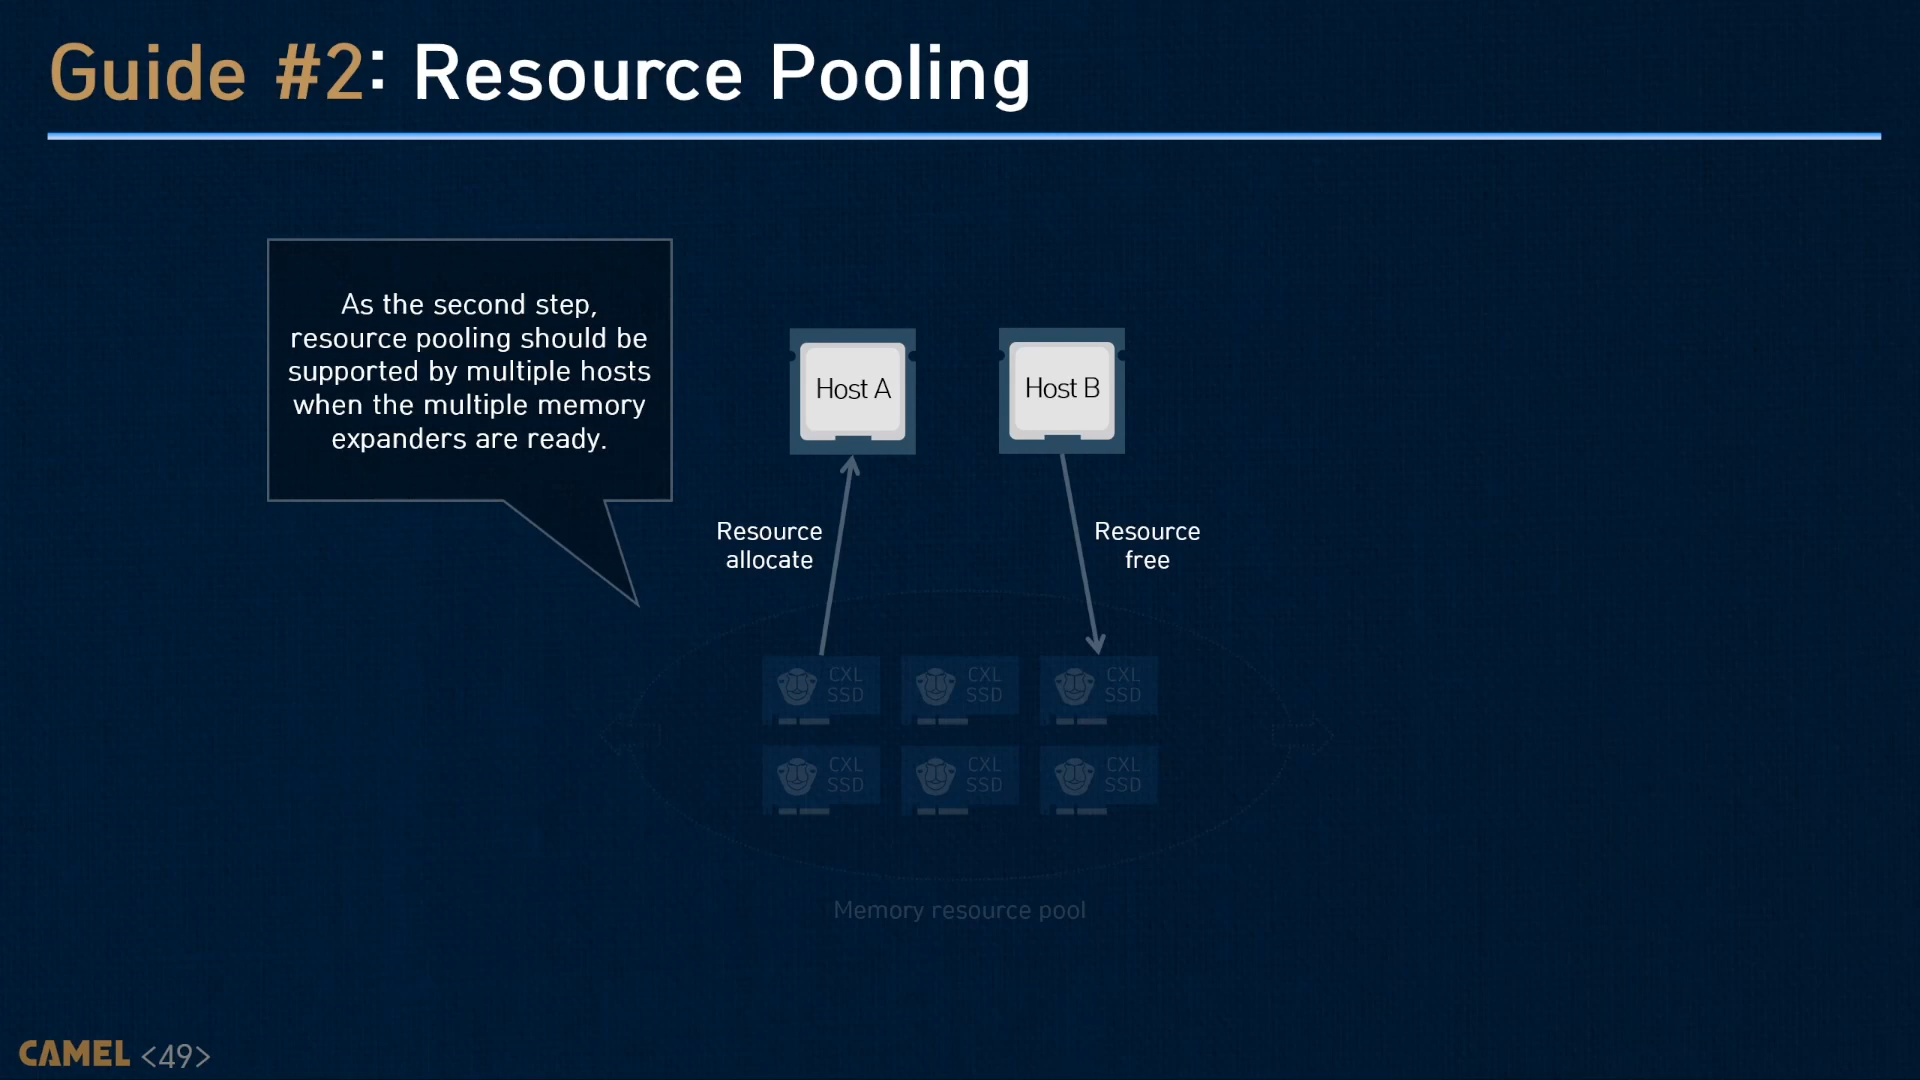 Guide #2: Resource Pooling
As the second step,
resource pooling should be
supported by multiple hosts
when the multiple memory
expanders are ready.
Host A
Host B
Resource
allocate
Resource
free
CXL
SSD
CXL
SSD
CXL
SSD
CXL
SSD
CXL
SSD
CXL
SSD
Memory resource pool
CAMEL <49>